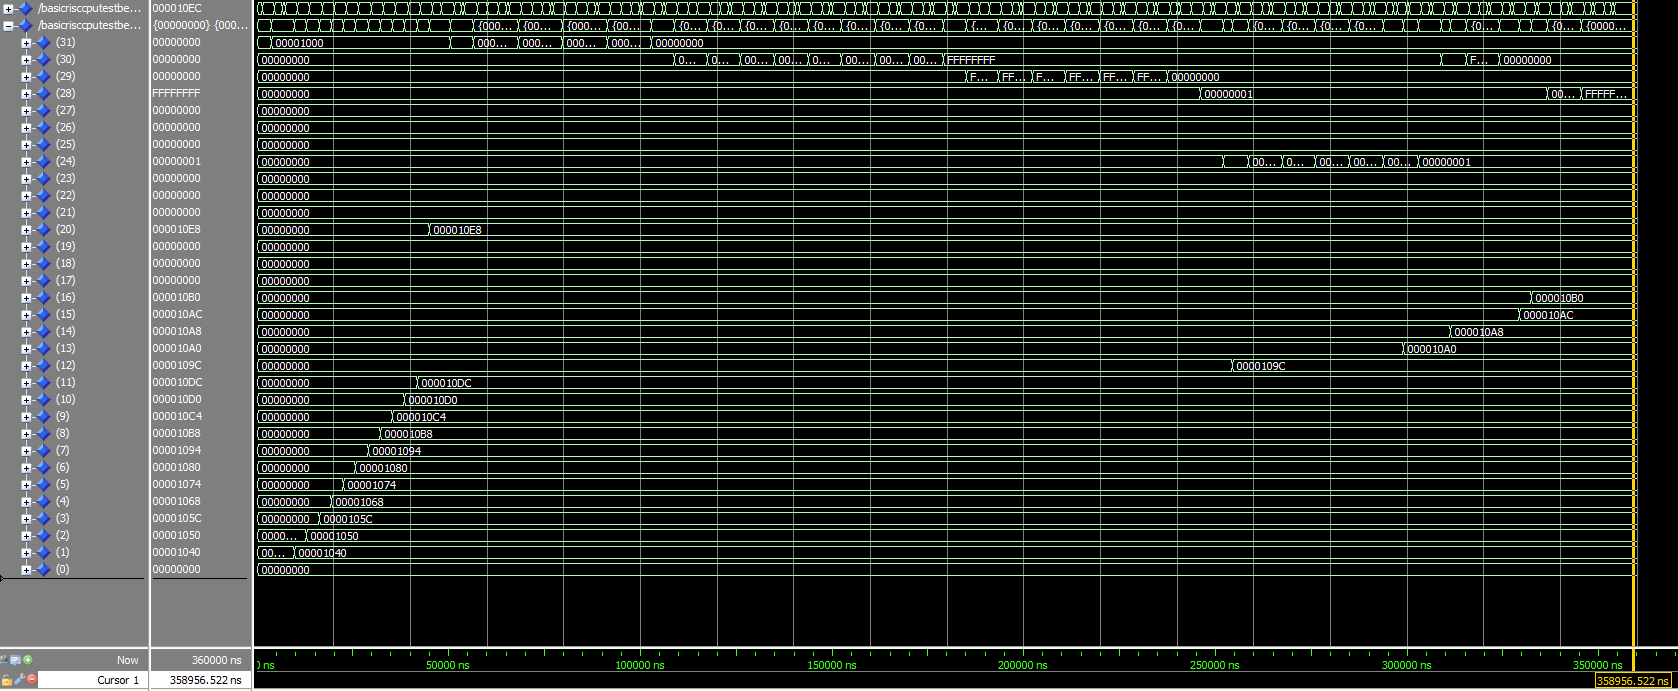 /basicrisccputestbe... 000010EC
/basicrisccputestbe... {00000000} {000... {000... {00... {000... {00... {0... {0... {0... {0... {0... {0... {0... {0... {... {0... {0... {0... {0... {0... {0... {0... {0... {0... {0... {0... {0... {0000...
(31) 00000000 00001000 000... 000... 000... 000... 00000000
(30) 00000000 00000000 0... 0... 00... 00... 0... 00... 00... 00... FFFFFFFF F... 00000000
(29) 00000000 00000000 F... FF... F... FF... FF... FF... 00000000
(28) FFFFFFFF 00000000 00000001 00... FFFFF...
(27) 00000000 00000000
(26) 00000000 00000000
(25) 00000000 00000000
(24) 00000001 00000000 00... 0... 00... 00... 00... 00000001
(23) 00000000 00000000
(22) 00000000 00000000
(21) 00000000 00000000
(20) 000010E8 00000000 000010E8
(19) 00000000 00000000
(18) 00000000 00000000
(17) 00000000 00000000
(16) 000010B0 00000000 000010B0
(15) 000010AC 00000000 000010AC
(14) 000010A8 00000000 000010A8
(13) 000010A0 00000000 000010A0
(12) 0000109C 00000000 0000109C
(11) 000010DC 00000000 000010DC
(10) 000010D0 00000000 000010D0
(9) 000010C4 00000000 000010C4
(8) 000010B8 00000000 000010B8
(7) 00001094 00000000 00001094
(6) 00001080 00000000 00001080
(5) 00001074 00000000 00001074
(4) 00001068 00000000 00001068
(3) 0000105C 00000000 0000105C
(2) 00001050 0000... 00001050
(1) 00001040 00... 00001040
(0) 00000000 00000000
Now 360000 ns ns 50000 ns 100000 ns 150000 ns 200000 ns 250000 ns 300000 ns 350000 ns
Cursor 1 358956.522 ns 358956.522 ns